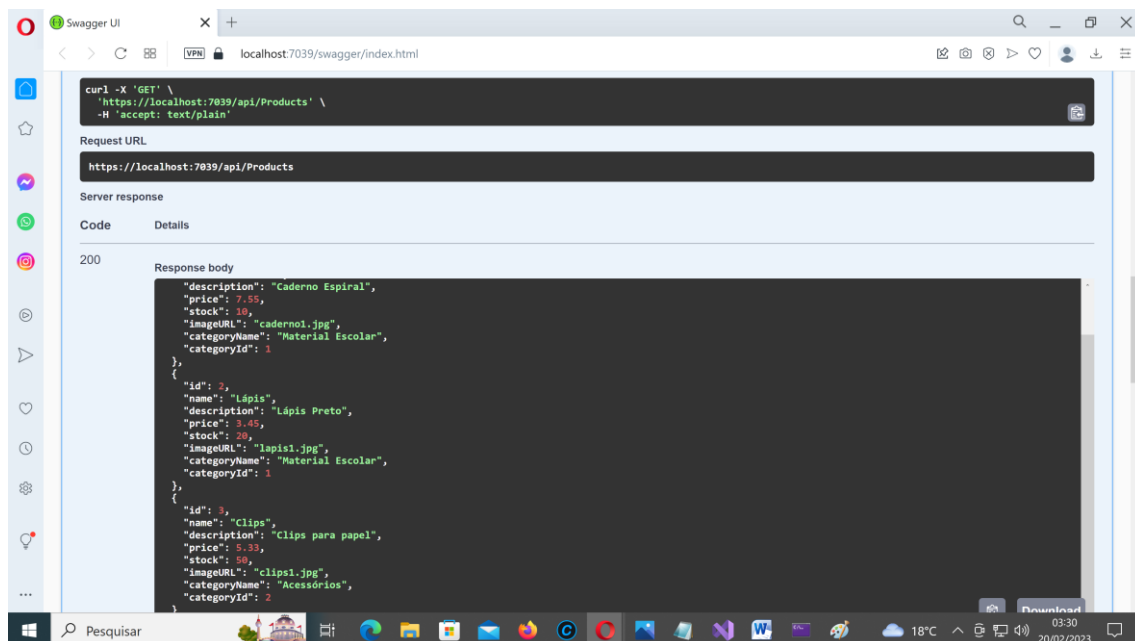 Swagger UI
VPN
localhost:7039/swagger/index.html
curl -X 'GET' \
'https://localhost:7039/api/Products' \
-H 'accept: text/plain'
Request URL
https://localhost:7039/api/Products
Server response
Code Details
200
Response body
"description": "Caderno Espiral",
"price": 7.55,
"stock": 10,
"imageURL": "caderno1.jpg",
"categoryName": "Material Escolar",
"categoryId": 1
},
{
"id": 2,
"name": "Lápis",
"description": "Lápis Preto",
"price": 3.45,
"stock": 20,
"imageURL": "lapis1.jpg",
"categoryName": "Material Escolar",
"categoryId": 1
},
{
"id": 3,
"name": "Clips",
"description": "Clips para papel",
"price": 5.33,
"stock": 50,
"imageURL": "clips1.jpg",
"categoryName": "Acessórios",
"categoryId": 2
}
Download
Pesquisar
18°C
03:30
20/02/2023